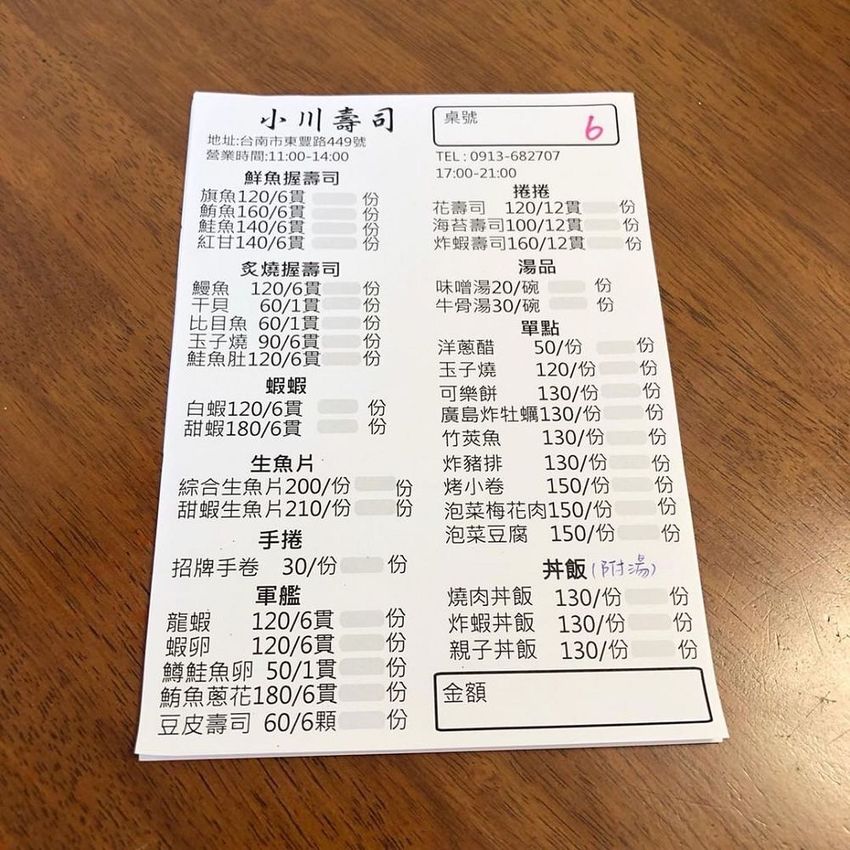 小川壽司
地址:台南市東豐路449號
營業時間:11:00-14:00
鮮魚握壽司
旗魚120/6貫 份
鮪魚160/6貫 份
鮭魚140/6貫 份
紅甘140/6貫 份
炙燒握壽司
鰻魚 120/6貫 份
干貝 60/1貫 份
比目魚 60/1貫 份
玉子燒 90/6貫 份
鮭魚肚120/6貫 份
蝦蝦
白蝦120/6貫 份
甜蝦180/6貫 份
生魚片
綜合生魚片200/份 份
甜蝦生魚片210/份 份
手捲
招牌手卷 30/份 份
軍艦
龍蝦 120/6貫 份
蝦卵 120/6貫 份
鱒鮭魚卵 50/1貫 份
鮪魚蔥花180/6貫 份
豆皮壽司 60/6顆 份
桌號 6
TEL : 0913-682707
17:00-21:00
捲捲
花壽司 120/12貫 份
海苔壽司100/12貫 份
炸蝦壽司160/12貫 份
湯品
味噌湯20/碗 份
牛骨湯30/碗 份
單點
洋蔥醋 50/份 份
玉子燒 120/份 份
可樂餅 130/份 份
廣島炸牡蠣130/份 份
竹莢魚 130/份 份
炸豬排 130/份 份
烤小卷 150/份 份
泡菜梅花肉150/份 份
泡菜豆腐 150/份 份
丼飯(附湯)
燒肉丼飯 130/份 份
炸蝦丼飯 130/份 份
親子丼飯 130/份 份
金額